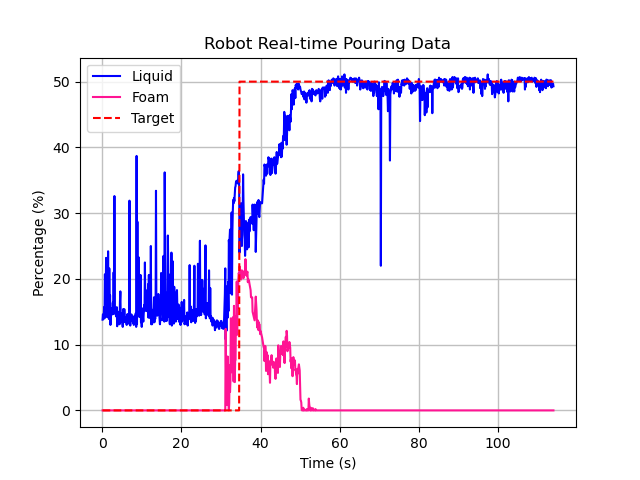 Robot Real-time Pouring Data
Liquid
Foam
Target
Percentage (%)
50
40
30
20
10
0
0 20 40 60 80 100
Time (s)